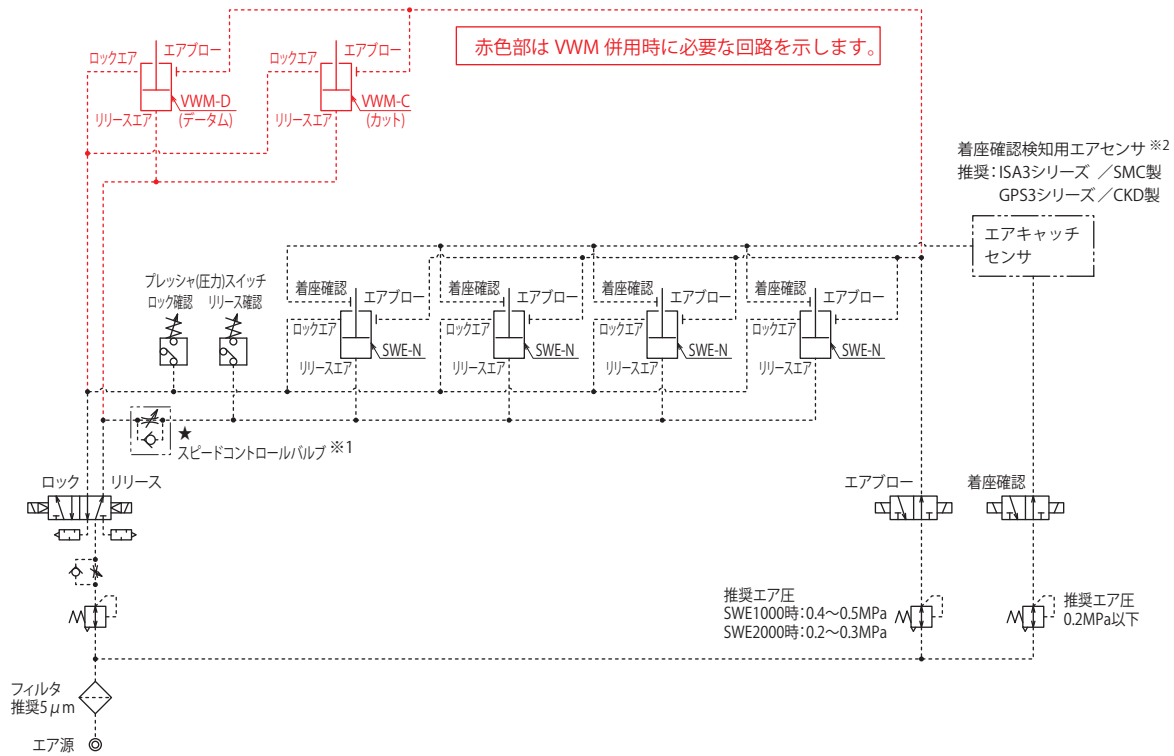 赤色部は VWM 併用時に必要な回路を示します。
ロックエア
エアブロー
VWM-D
(データム)
リリースエア
ロックエア
エアブロー
VWM-C
(カット)
リリースエア
着座確認検知用エアセンサ ※2
推奨：ISA3シリーズ ／SMC製
GPS3シリーズ ／CKD製
エアキャッチ
センサ
プレッシャ(圧力)スイッチ
ロック確認 リリース確認
着座確認
エアブロー
ロックエア
SWE-N
リリースエア
着座確認
エアブロー
ロックエア
SWE-N
リリースエア
着座確認
エアブロー
ロックエア
SWE-N
リリースエア
着座確認
エアブロー
ロックエア
SWE-N
リリースエア
★
スピードコントロールバルブ ※1
ロック リリース
エアブロー
着座確認
推奨エア圧
SWE1000時：0.4～0.5MPa
SWE2000時：0.2～0.3MPa
推奨エア圧
0.2MPa以下
フィルタ
推奨5μm
エア源